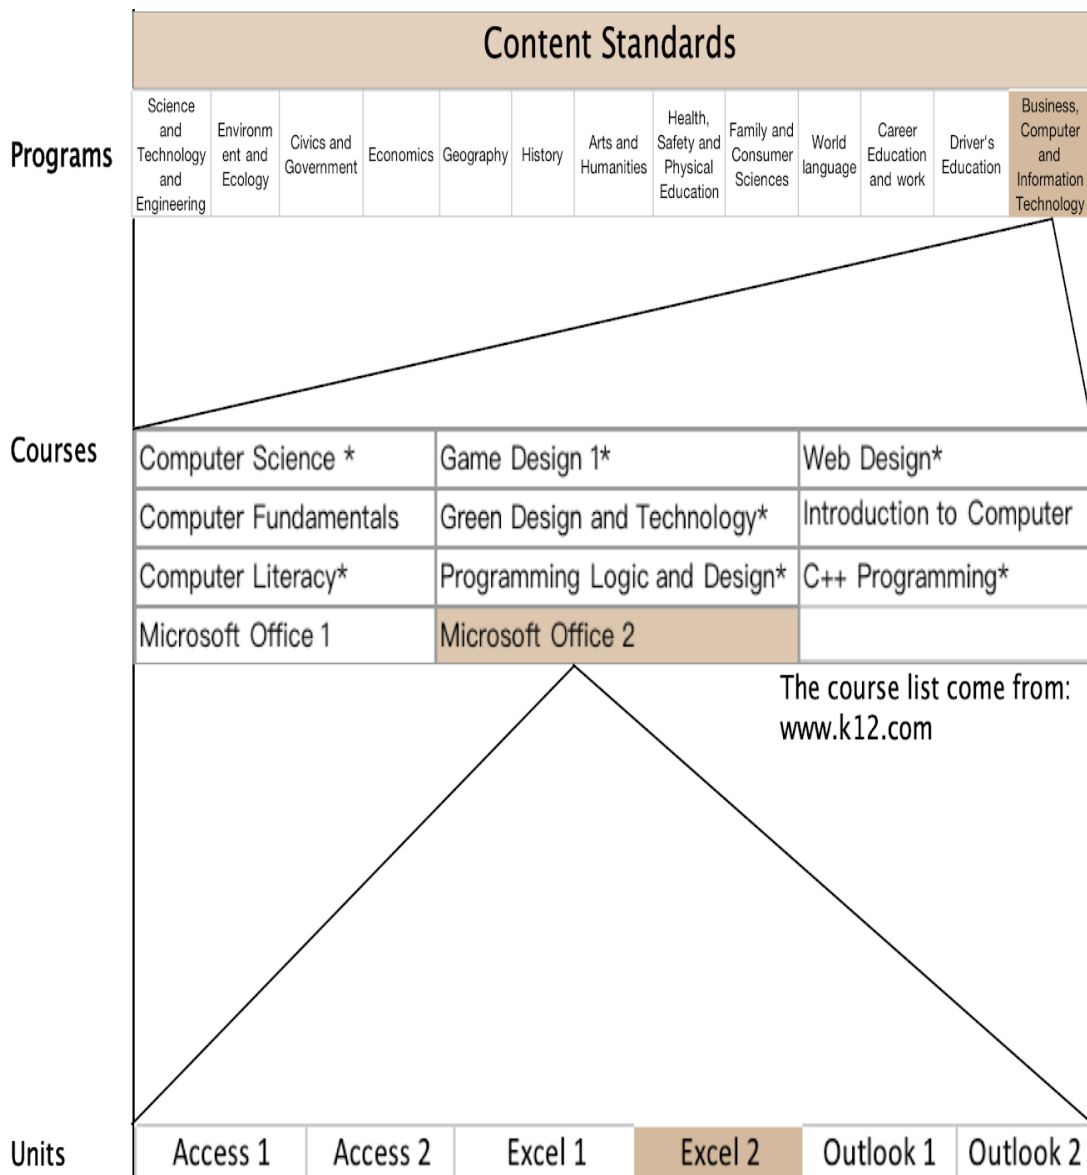 Content Standards
Programs
Science
and
Technology
and
Engineering
Environm
ent and
Ecology
Civics and
Government
Economics
Geography
History
Arts and
Humanities
Health,
Safety and
Physical
Education
Family and
Consumer
Sciences
World
language
Career
Education
and work
Driver's
Education
Business,
Computer
and
Information
Technology
Courses
Computer Science *
Game Design 1*
Web Design*
Computer Fundamentals
Green Design and Technology*
Introduction to Computer
Computer Literacy*
Programming Logic and Design*
C++ Programming*
Microsoft Office 1
Microsoft Office 2
The course list come from:
www.k12.com
Units
Access 1
Access 2
Excel 1
Excel 2
Outlook 1
Outlook 2